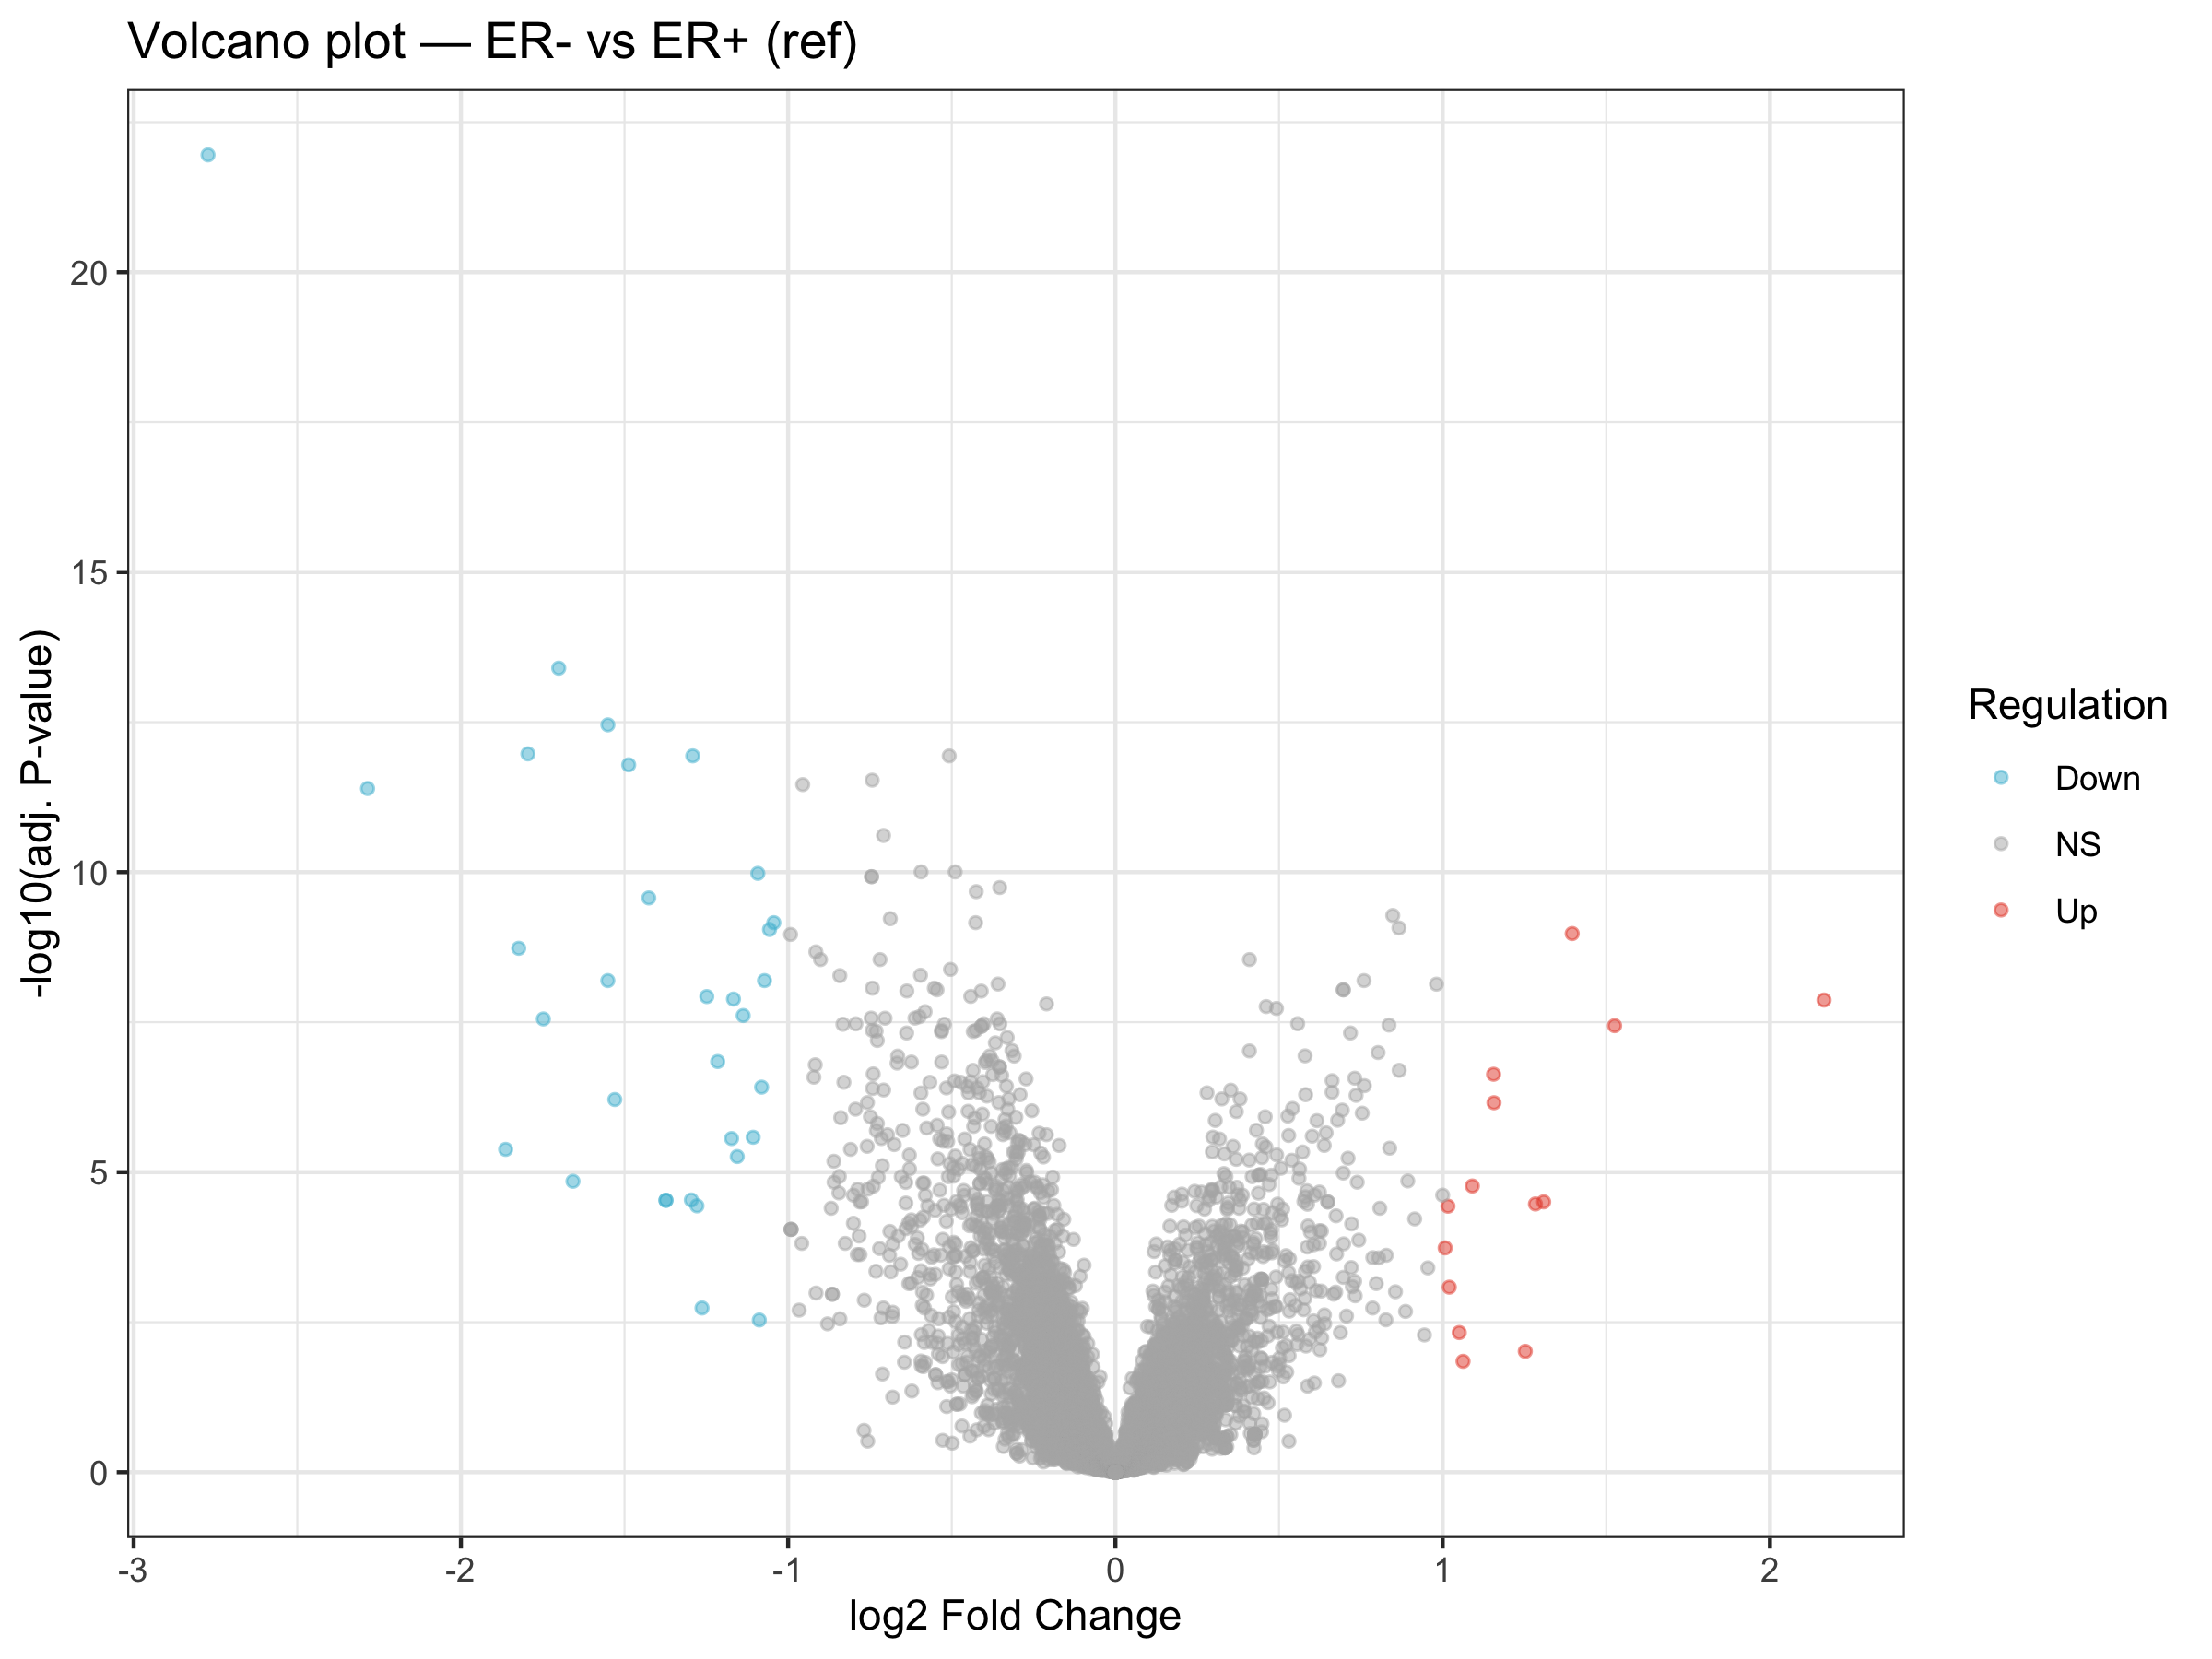 Volcano plot — ER- vs ER+ (ref)
-log10(adj. P-value)
20
15
10
5
0
-3
-2
-1
0
1
2
log2 Fold Change
Regulation
Down
NS
Up